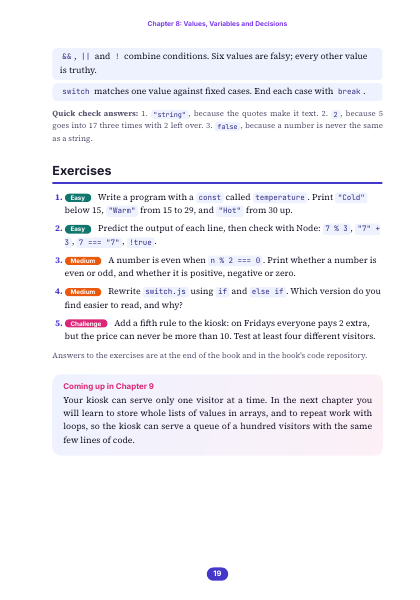 Chapter 8: Values, Variables and Decisions
&&, || and ! combine conditions. Six values are falsy; every other value
is truthy.
switch matches one value against fixed cases. End each case with break.
Quick check answers: 1. "string", because the quotes make it text. 2. 2, because 5
goes into 17 three times with 2 left over. 3. false, because a number is never the same
as a string.
Exercises
1. Easy Write a program with a const called temperature. Print "Cold"
below 15, "Warm" from 15 to 29, and "Hot" from 30 up.
2. Easy Predict the output of each line, then check with Node: 7 % 3, "7" +
3, 7 === "7", !true.
3. Medium A number is even when n % 2 === 0. Print whether a number is
even or odd, and whether it is positive, negative or zero.
4. Medium Rewrite switch.js using if and else if. Which version do you
find easier to read, and why?
5. Challenge Add a fifth rule to the kiosk: on Fridays everyone pays 2 extra,
but the price can never be more than 10. Test at least four different visitors.
Answers to the exercises are at the end of the book and in the book's code repository.
Coming up in Chapter 9
Your kiosk can serve only one visitor at a time. In the next chapter you
will learn to store whole lists of values in arrays, and to repeat work with
loops, so the kiosk can serve a queue of a hundred visitors with the same
few lines of code.
19